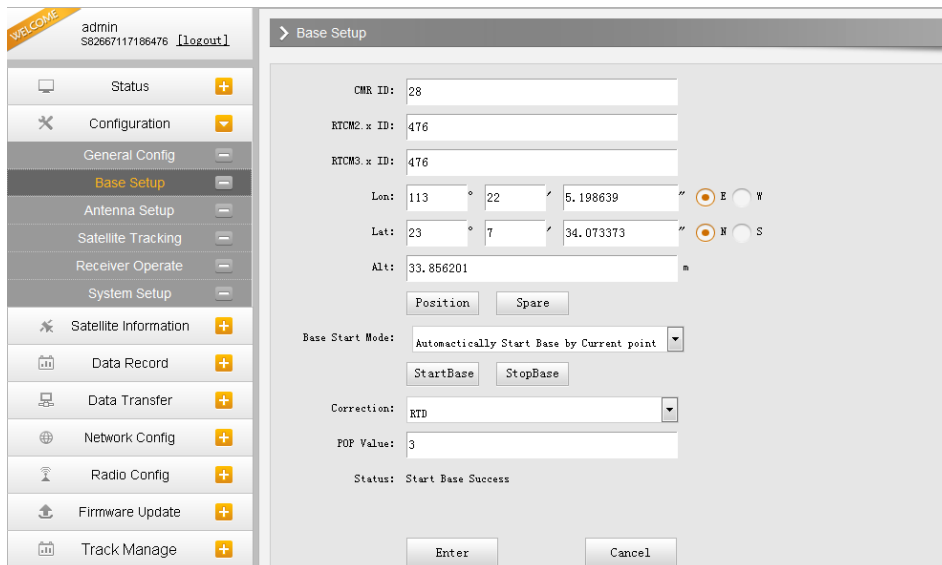 WELCOME
admin
S82667117186476 [logout]
Status
Configuration
General Config
Base Setup
Antenna Setup
Satellite Tracking
Receiver Operate
System Setup
Satellite Information
Data Record
Data Transfer
Network Config
Radio Config
Firmware Update
Track Manage
Base Setup
CMR ID: 28
RTCM2.x ID: 476
RTCM3.x ID: 476
Lon: 113 ° 22 ′ 5.198639 ″ E W
Lat: 23 ° 7 ′ 34.073373 ″ N S
Alt: 33.856201 m
Position Spare
Base Start Mode: Automactically Start Base by Current point
StartBase StopBase
Correction: RTD
POP Value: 3
Status: Start Base Success
Enter Cancel